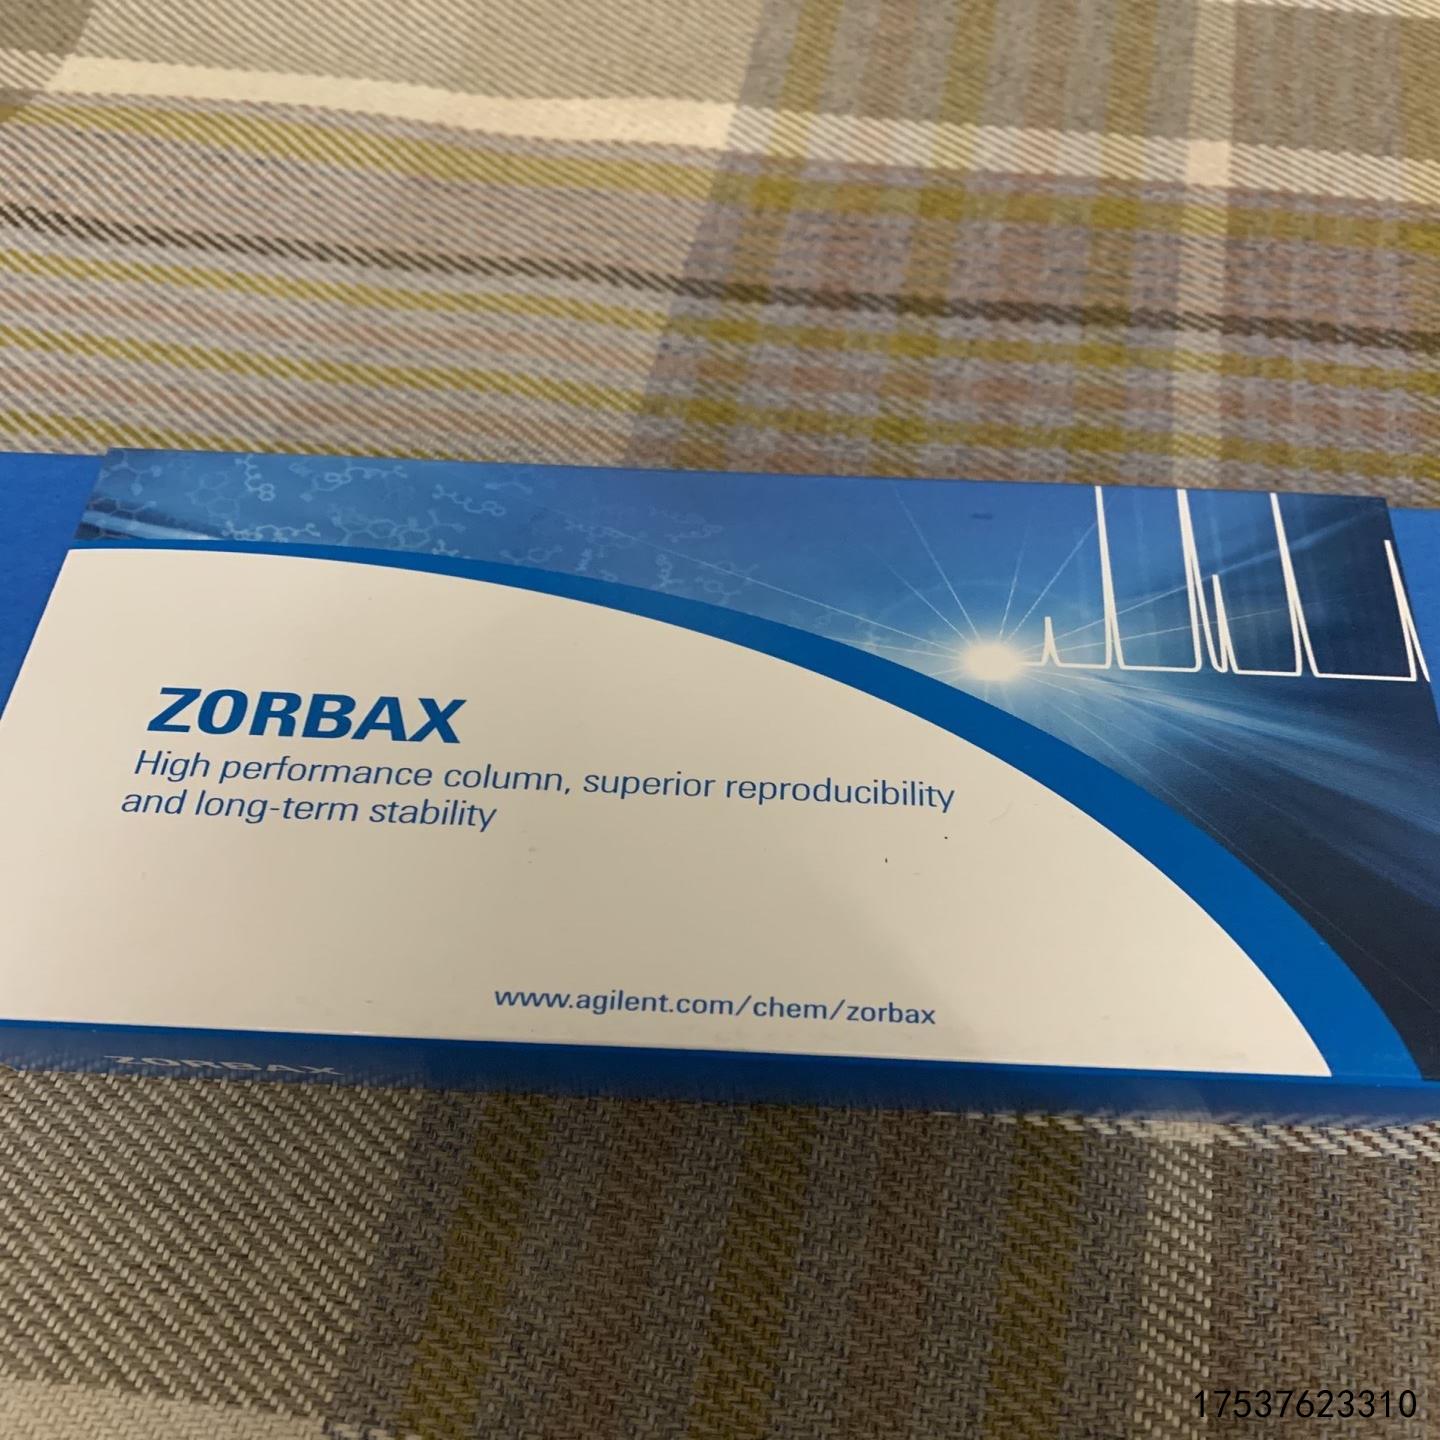 ZORBAX
High performance column, superior reproducibility
and long-term stability
www.agilent.com/chem/zorbax
ZORBAX
17537623310